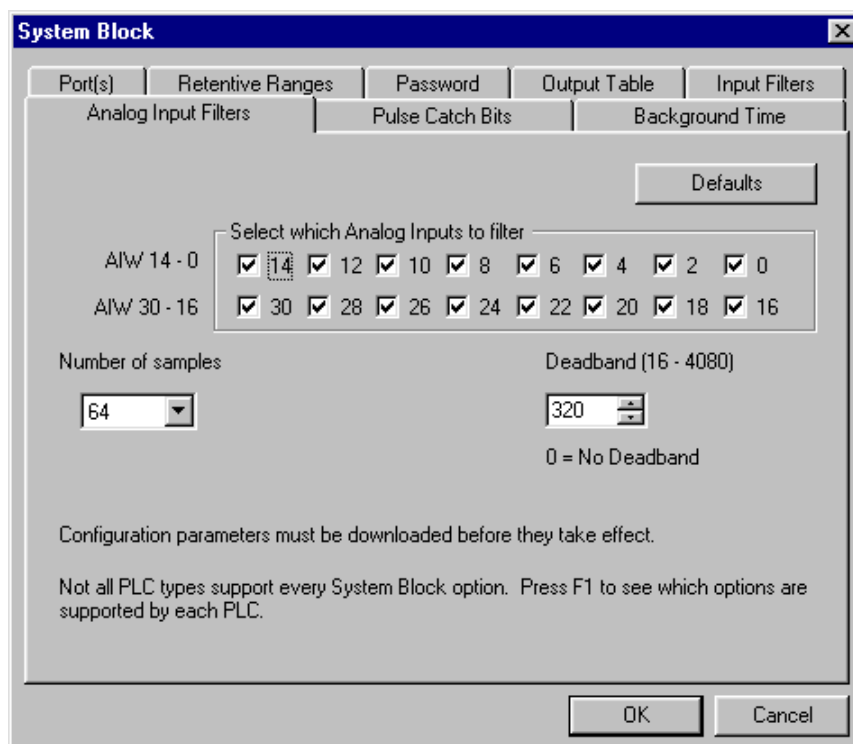 System Block
Port(s) Retentive Ranges Password Output Table Input Filters
Analog Input Filters Pulse Catch Bits Background Time
Defaults
Select which Analog Inputs to filter
AIW 14 - 0 14 12 10 8 6 4 2 0
AIW 30 - 16 30 28 26 24 22 20 18 16
Number of samples Deadband (16 - 4080)
64 320
0 = No Deadband
Configuration parameters must be downloaded before they take effect.
Not all PLC types support every System Block option. Press F1 to see which options are
supported by each PLC.
OK Cancel